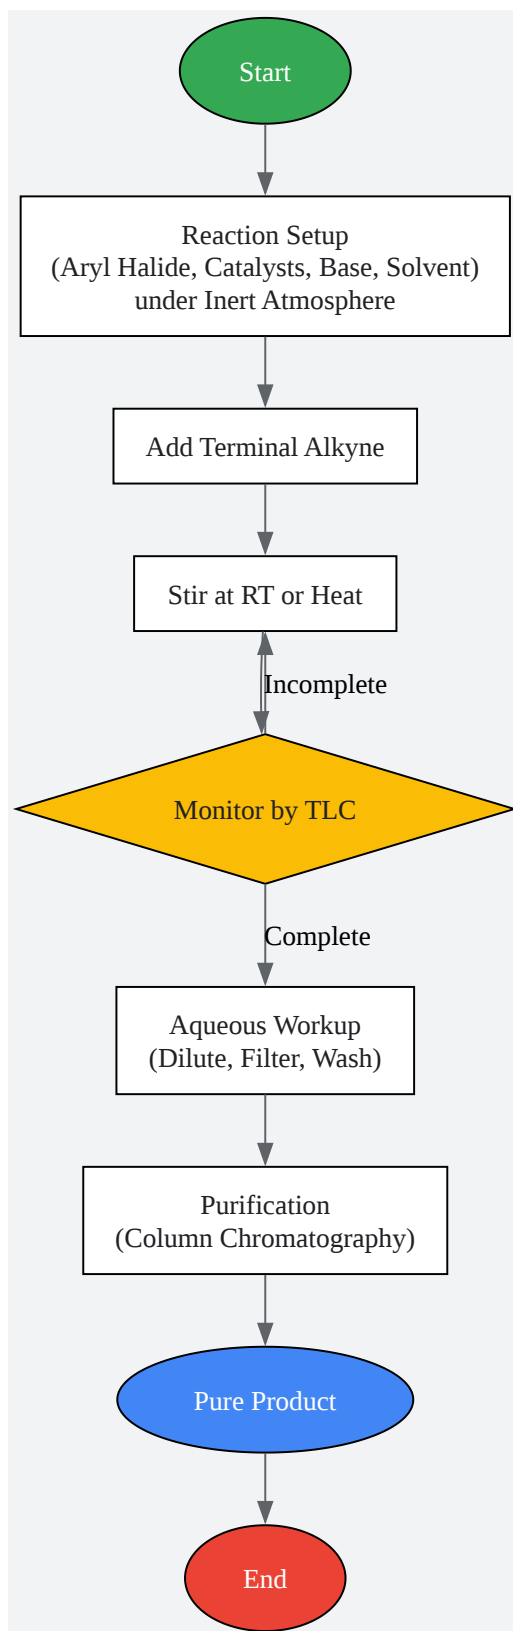 Start
Reaction Setup
(Aryl Halide, Catalysts, Base, Solvent)
under Inert Atmosphere
Add Terminal Alkyne
Stir at RT or Heat
Incomplete
Monitor by TLC
Complete
Aqueous Workup
(Dilute, Filter, Wash)
Purification
(Column Chromatography)
Pure Product
End